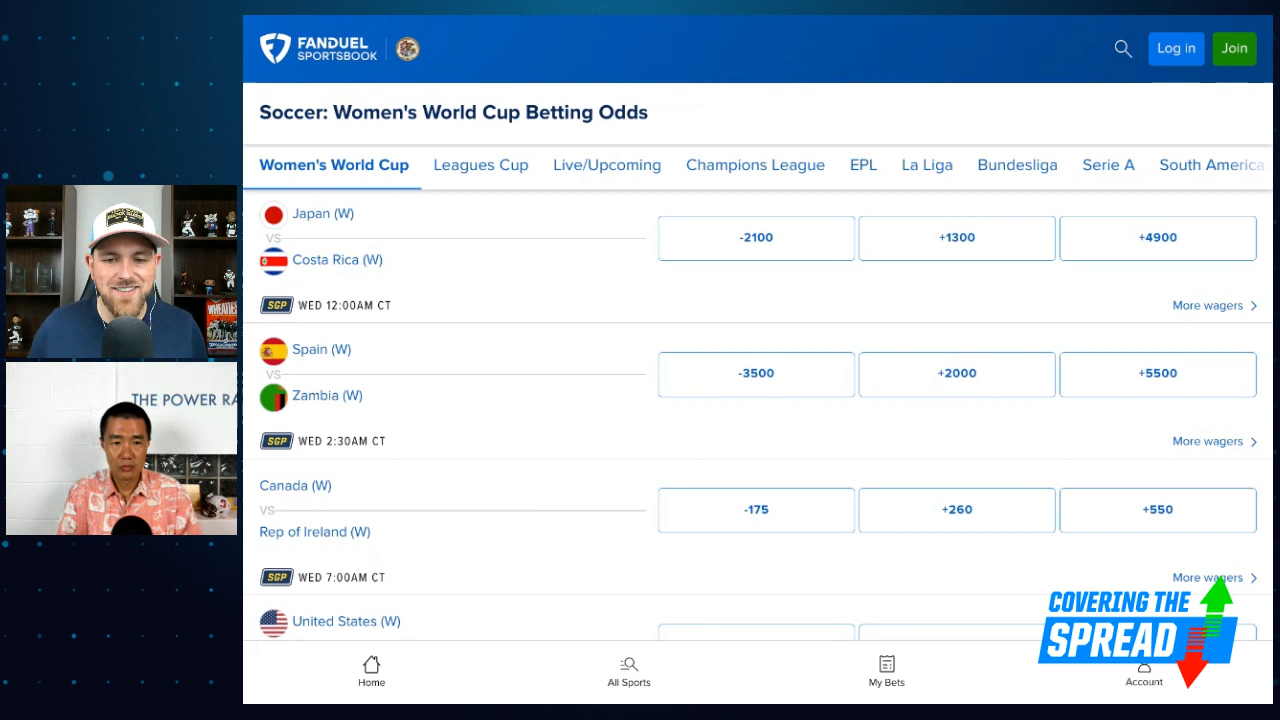 FANDUEL
SPORTSBOOK
Log in
Join
Soccer: Women's World Cup Betting Odds
Women's World Cup
Leagues Cup
Live/Upcoming
Champions League
EPL
La Liga
Bundesliga
Serie A
South America
Japan (W)
VS
Costa Rica (W)
-2100
+1300
+4900
SGP
WED 12:00AM CT
More wagers
Spain (W)
VS
Zambia (W)
-3500
+2000
+5500
SGP
WED 2:30AM CT
More wagers
Canada (W)
VS
Rep of Ireland (W)
-175
+260
+550
SGP
WED 7:00AM CT
More wagers
United States (W)
Home
All Sports
My Bets
Account
COVERING THE
SPREAD
WHEATIES
THE POWER RA